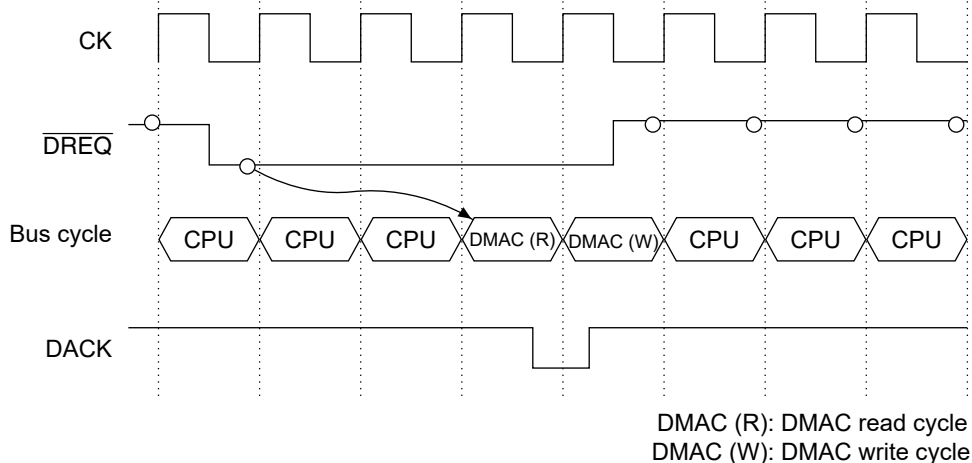 CK
DREQ
Bus cycle CPU CPU CPU DMAC (R) DMAC (W) CPU CPU CPU
DACK
DMAC (R): DMAC read cycle
DMAC (W): DMAC write cycle